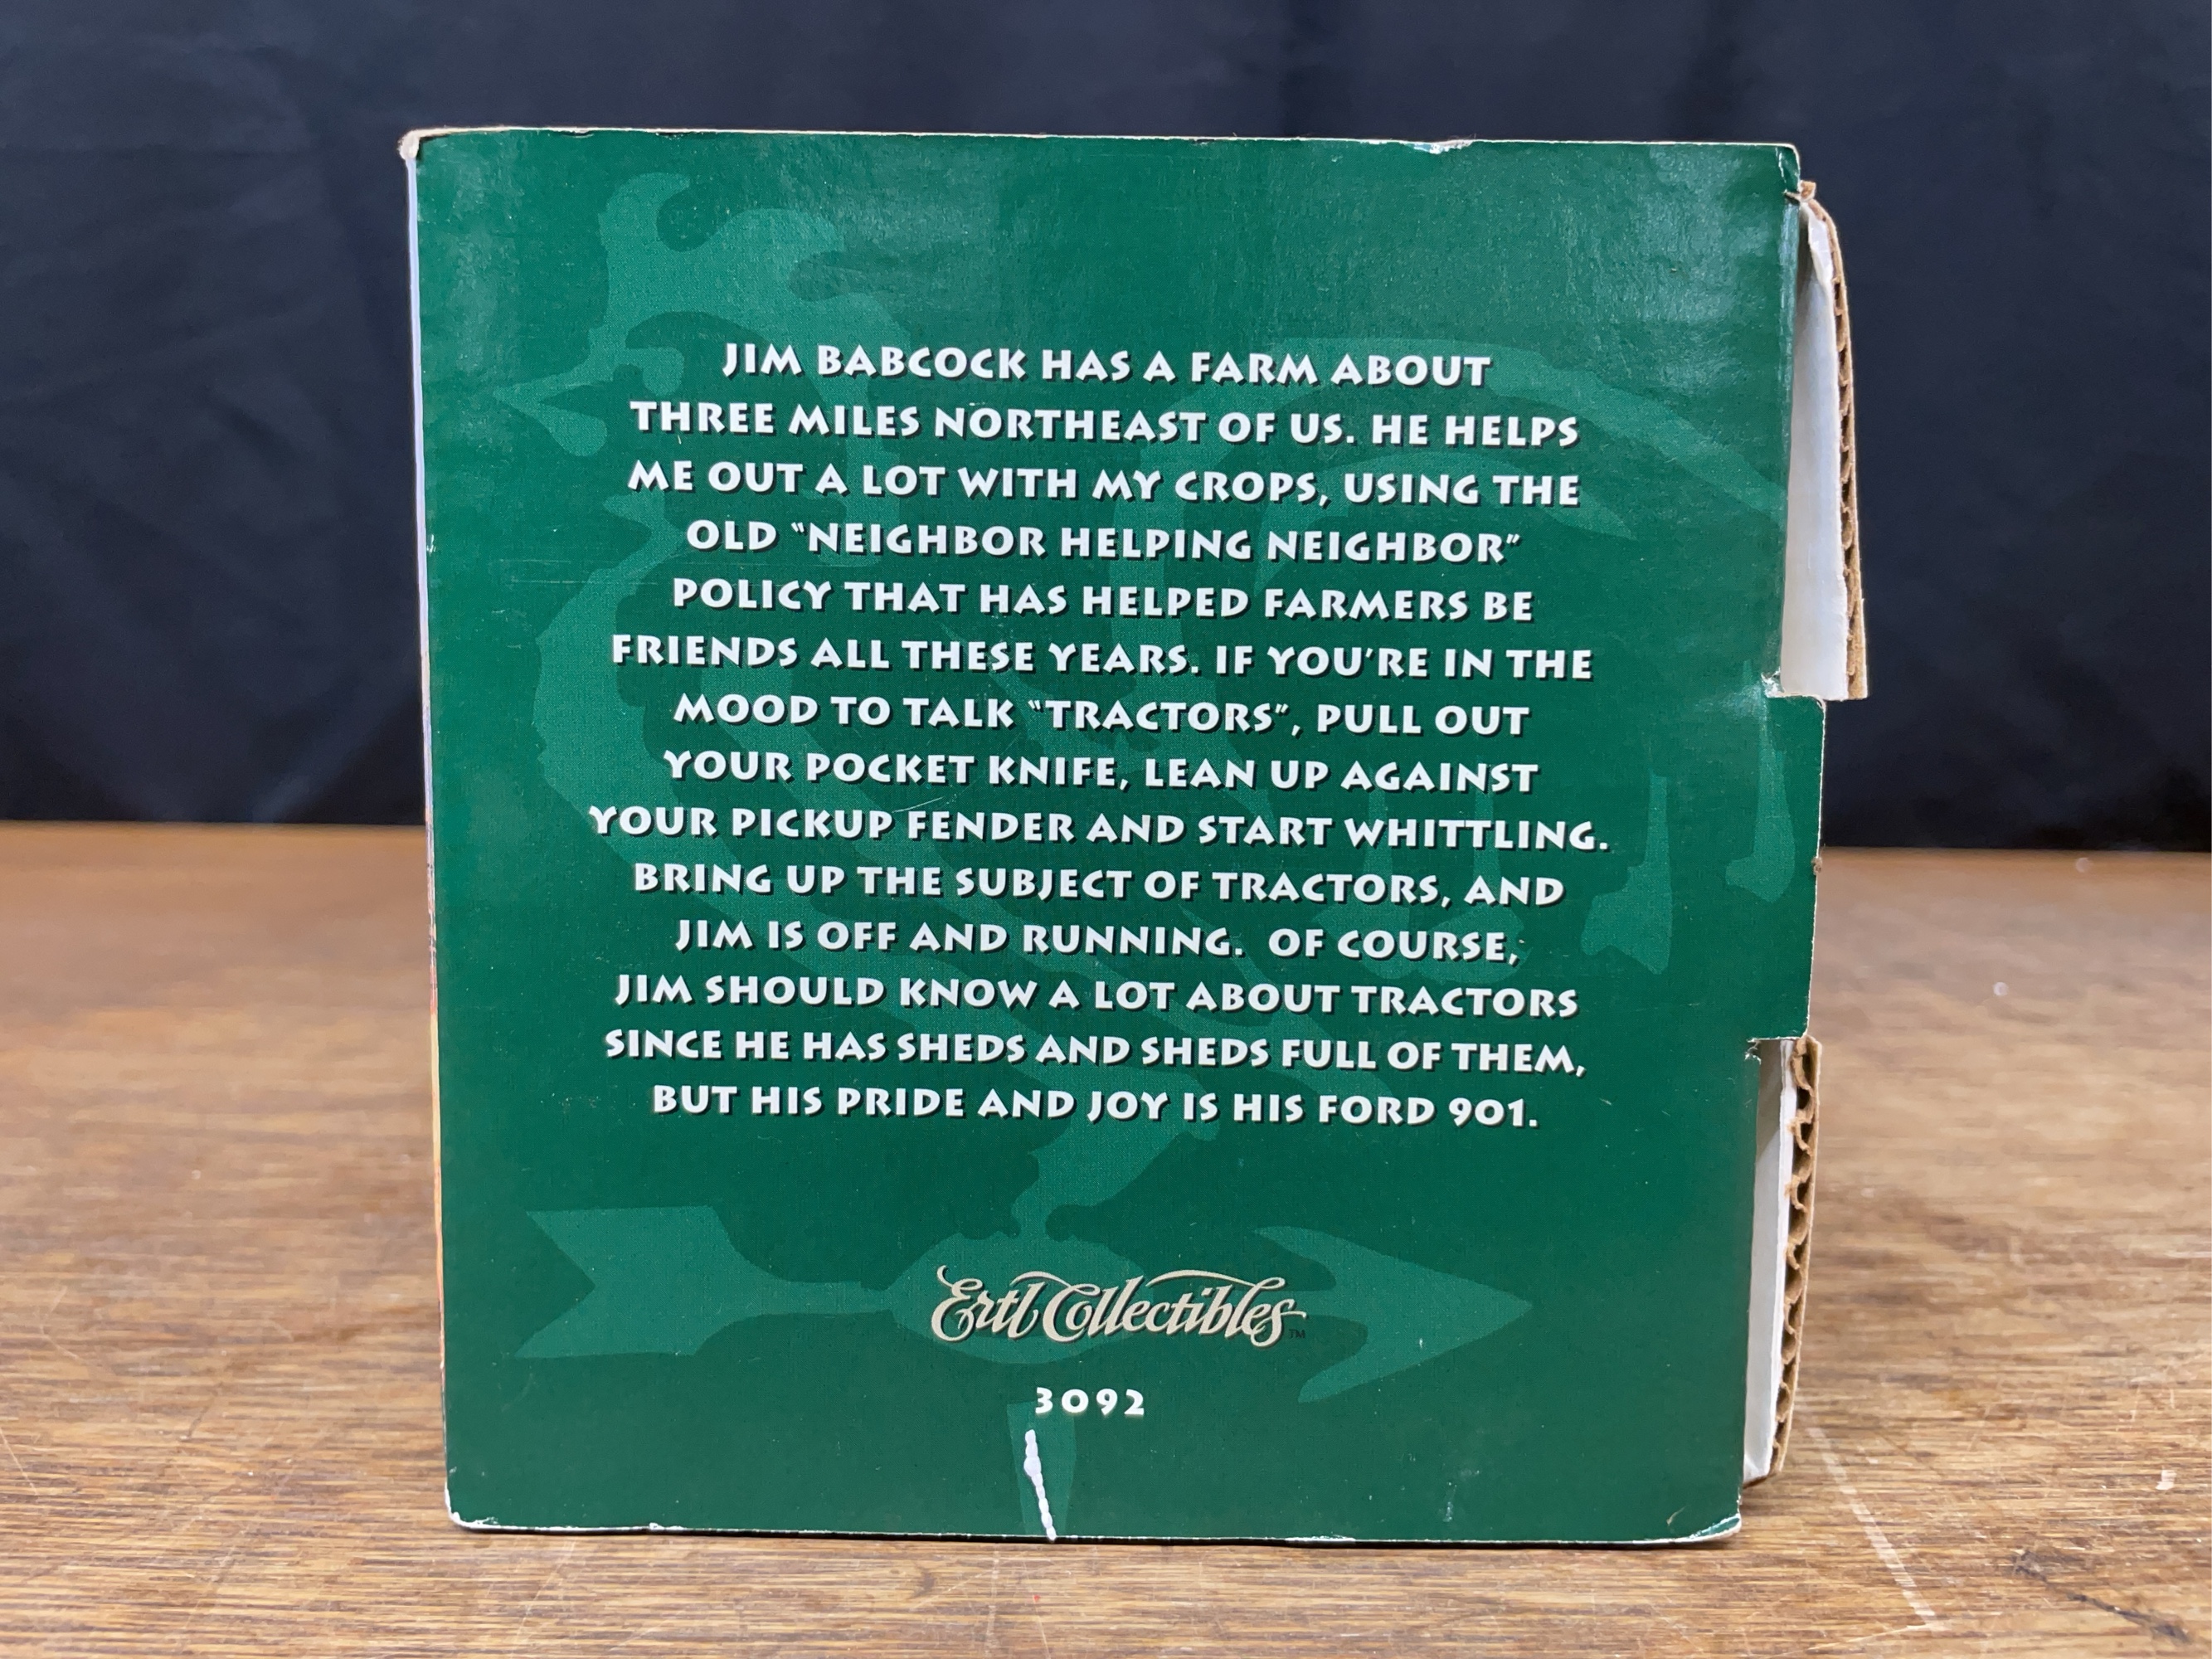 JIM BABCOCK HAS A FARM ABOUT
THREE MILES NORTHEAST OF US. HE HELPS
ME OUT A LOT WITH MY CROPS, USING THE
OLD "NEIGHBOR HELPING NEIGHBOR"
POLICY THAT HAS HELPED FARMERS BE
FRIENDS ALL THESE YEARS. IF YOU'RE IN THE
MOOD TO TALK "TRACTORS", PULL OUT
YOUR POCKET KNIFE, LEAN UP AGAINST
YOUR PICKUP FENDER AND START WHITTLING.
BRING UP THE SUBJECT OF TRACTORS, AND
JIM IS OFF AND RUNNING. OF COURSE,
JIM SHOULD KNOW A LOT ABOUT TRACTORS
SINCE HE HAS SHEDS AND SHEDS FULL OF THEM,
BUT HIS PRIDE AND JOY IS HIS FORD 901.
Ertl Collectibles™
3092